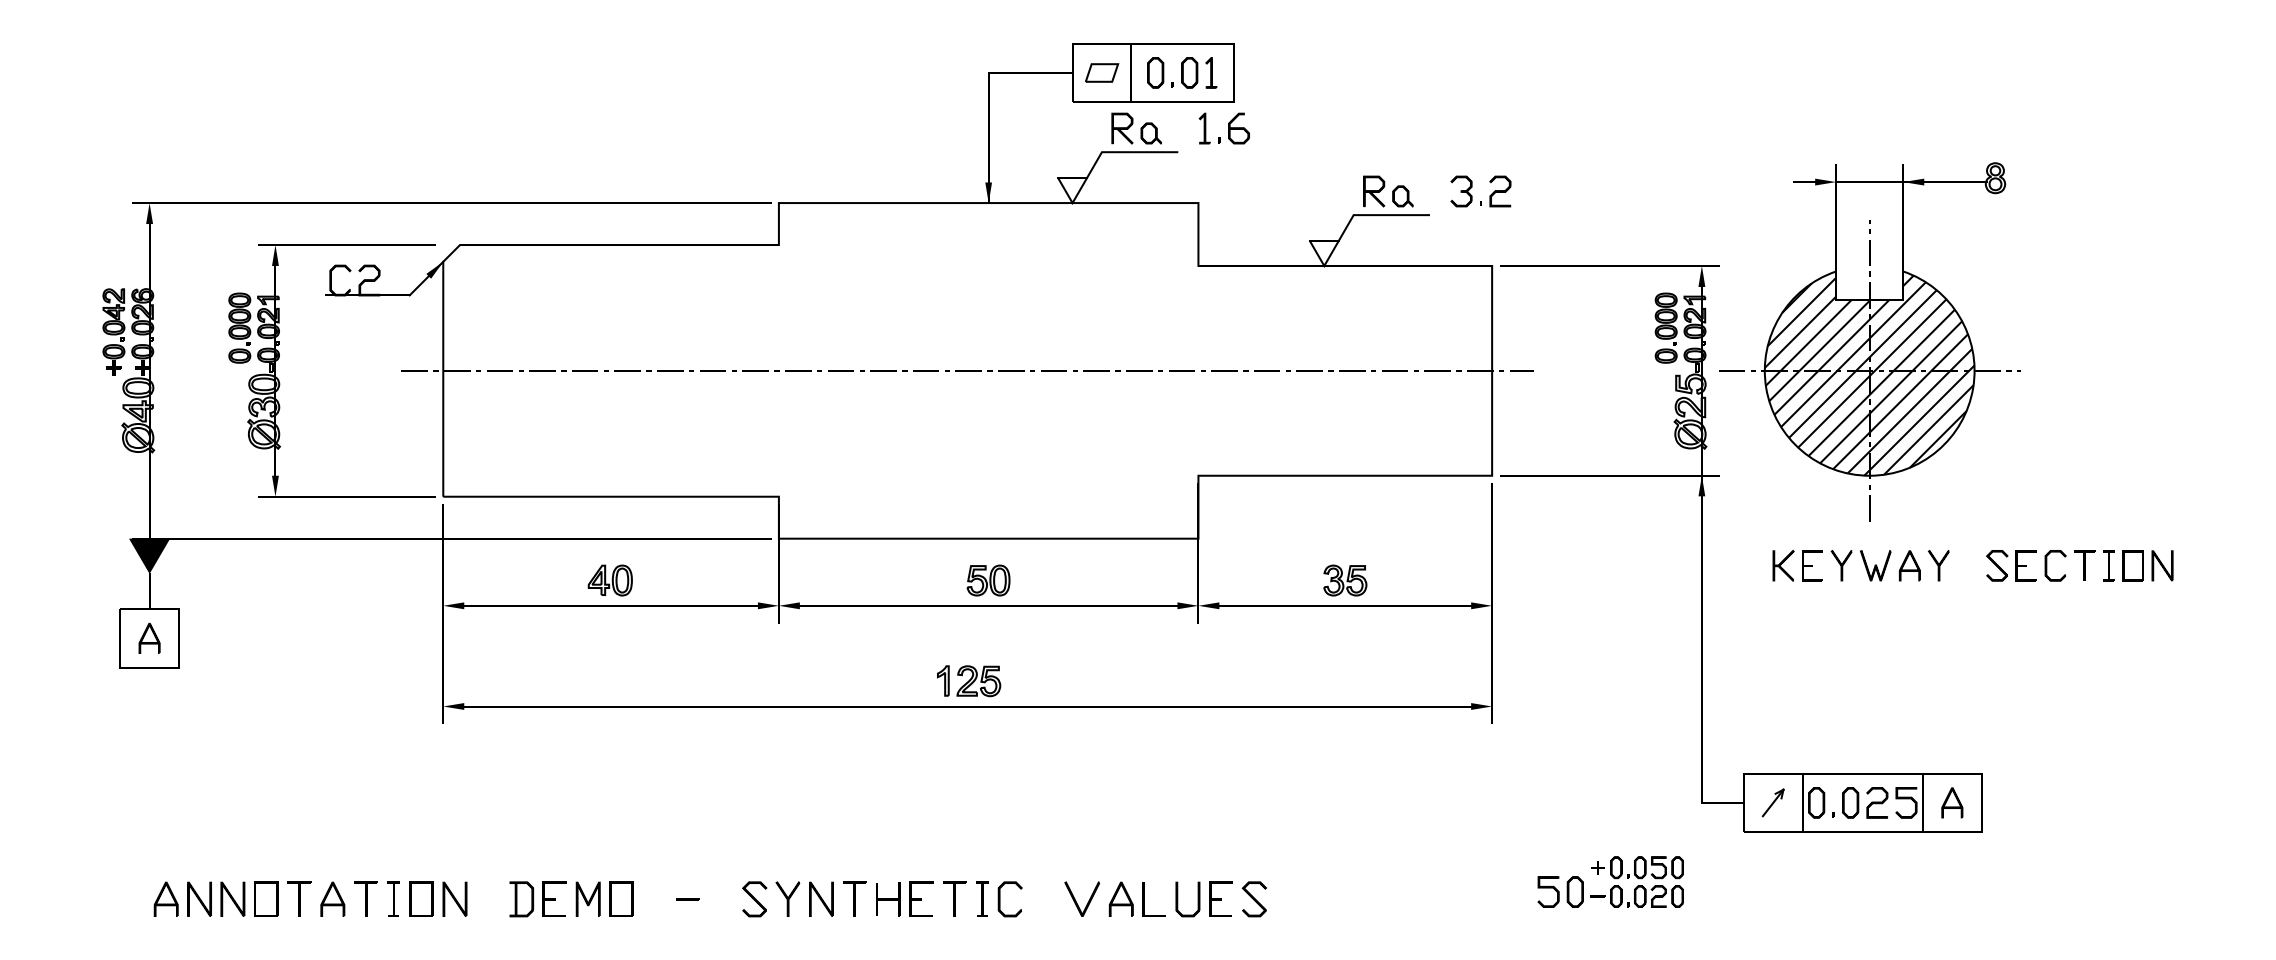 0.01
Ra 1.6
Ra 3.2
8
C2
Ø40 +0.042 +0.026
Ø30 0.000 -0.021
Ø25 0.000 -0.021
KEYWAY SECTION
40
50
35
A
125
0.025 A
ANNOTATION DEMO - SYNTHETIC VALUES
50 +0.050 -0.020